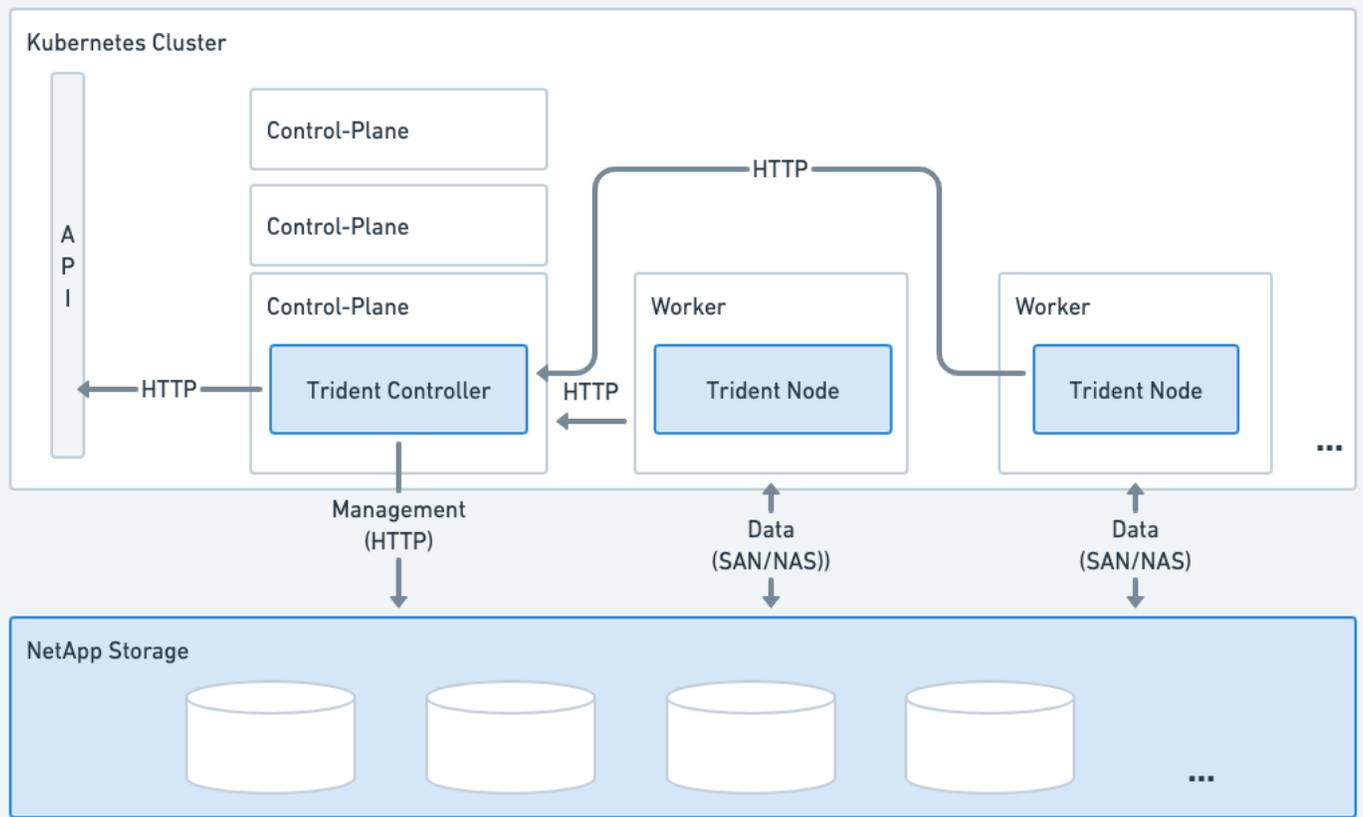 Kubernetes Cluster
A
P
I
Control-Plane
Control-Plane
Control-Plane
Trident Controller
HTTP
HTTP
HTTP
Worker
Trident Node
Worker
Trident Node
...
Management
(HTTP)
Data
(SAN/NAS))
Data
(SAN/NAS)
NetApp Storage
...